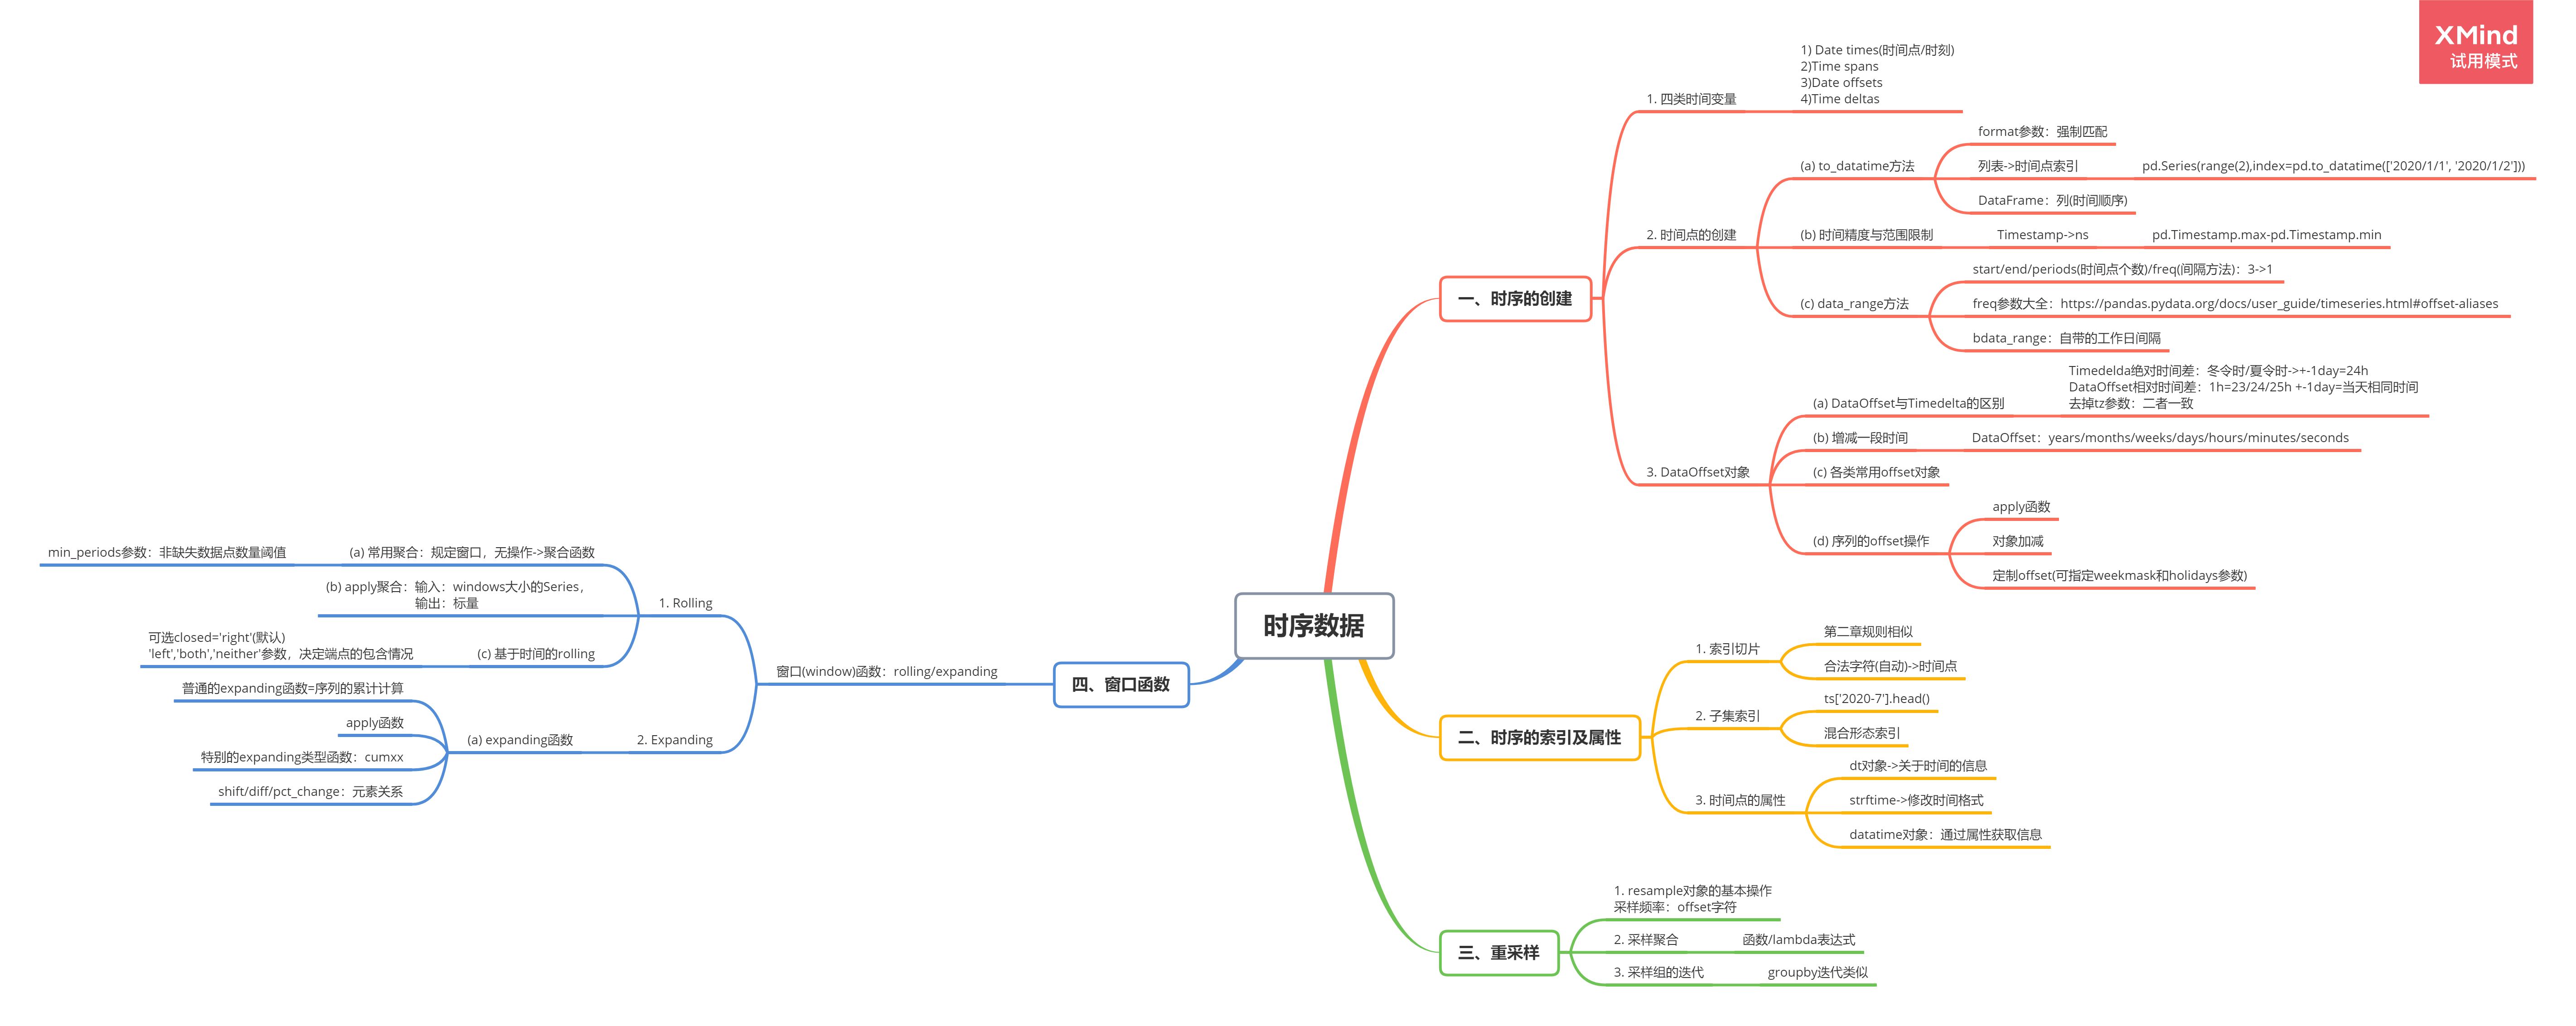 XMind
试用模式
时序数据
一、时序的创建
1. 四类时间变量
1) Date times(时间点/时刻)
2)Time spans
3)Date offsets
4)Time deltas
2. 时间点的创建
(a) to_datatime方法
format参数：强制匹配
列表->时间点索引
pd.Series(range(2),index=pd.to_datatime(['2020/1/1', '2020/1/2']))
DataFrame：列(时间顺序)
(b) 时间精度与范围限制
Timestamp->ns
pd.Timestamp.max-pd.Timestamp.min
(c) data_range方法
start/end/periods(时间点个数)/freq(间隔方法)：3->1
freq参数大全：https://pandas.pydata.org/docs/user_guide/timeseries.html#offset-aliases
bdata_range：自带的工作日间隔
3. DataOffset对象
(a) DataOffset与Timedelta的区别
Timedelda绝对时间差：冬令时/夏令时->+-1day=24h
DataOffset相对时间差：1h=23/24/25h +-1day=当天相同时间
去掉tz参数：二者一致
(b) 增减一段时间
DataOffset：years/months/weeks/days/hours/minutes/seconds
(c) 各类常用offset对象
(d) 序列的offset操作
apply函数
对象加减
定制offset(可指定weekmask和holidays参数)
二、时序的索引及属性
1. 索引切片
第二章规则相似
合法字符(自动)->时间点
2. 子集索引
ts['2020-7'].head()
混合形态索引
3. 时间点的属性
dt对象->关于时间的信息
strftime->修改时间格式
datatime对象：通过属性获取信息
三、重采样
1. resample对象的基本操作
采样频率：offset字符
2. 采样聚合
函数/lambda表达式
3. 采样组的迭代
groupby迭代类似
四、窗口函数
窗口(window)函数：rolling/expanding
1. Rolling
(a) 常用聚合：规定窗口，无操作->聚合函数
min_periods参数：非缺失数据点数量阈值
(b) apply聚合：输入：windows大小的Series，
输出：标量
(c) 基于时间的rolling
可选closed='right'(默认)
'left','both','neither'参数，决定端点的包含情况
2. Expanding
(a) expanding函数
普通的expanding函数=序列的累计计算
apply函数
特别的expanding类型函数：cumxx
shift/diff/pct_change：元素关系